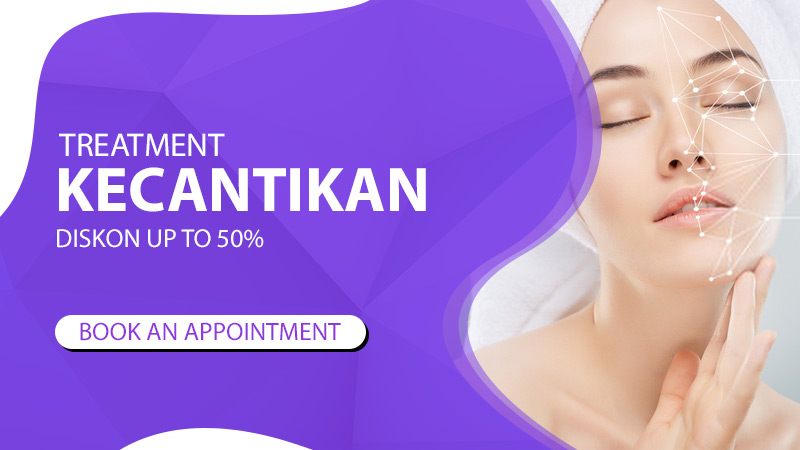 TREATMENT
KECANTIKAN
DISKON UP TO 50%
BOOK AN APPOINTMENT